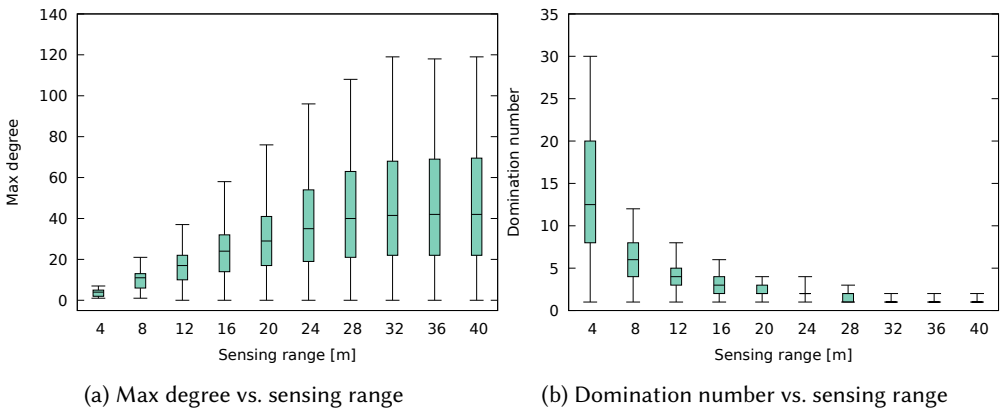 140
120
100
80
60
40
20
0
Max degree
4 8 12 16 20 24 28 32 36 40
Sensing range [m]
(a) Max degree vs. sensing range
35
30
25
20
15
10
5
0
Domination number
4 8 12 16 20 24 28 32 36 40
Sensing range [m]
(b) Domination number vs. sensing range